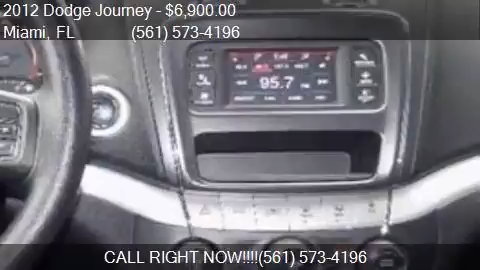 2012 Dodge Journey - $6,900.00
Miami, FL (561) 573-4196
95.7
CALL RIGHT NOW!!!!(561) 573-4196